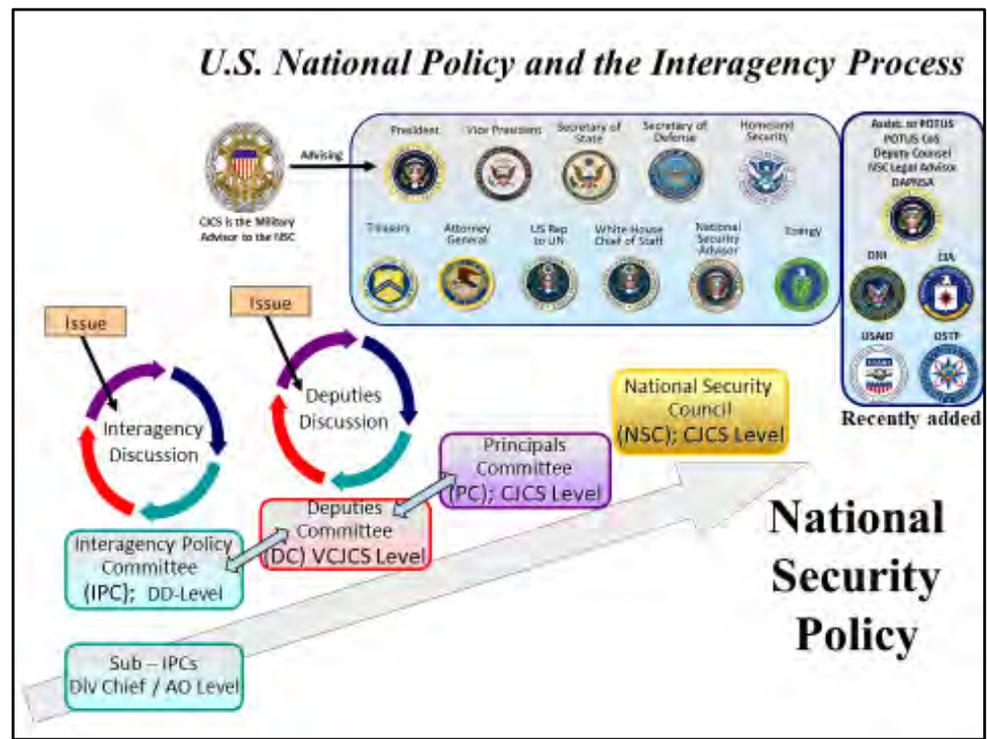 U.S. National Policy and the Interagency Process
Advising
CJCS is the Military
Advisor to the NSC
President
Vice President
Secretary of
State
Secretary of
Defense
Homeland
Security
Treasury
Attorney
General
US Rep
to UN
White House
Chief of Staff
National
Security
Advisor
Energy
Assist. to POTUS
POTUS CoS
Deputy Counsel
NSC Legal Advisor
DAPNSA
DNI
CIA
USAID
OSTP
Recently added
Issue
Interagency
Discussion
Issue
Deputies
Discussion
Interagency Policy
Committee
(IPC); DD-Level
Deputies
Committee
(DC) VCJCS Level
Principals
Committee
(PC); CJCS Level
National Security
Council
(NSC); CJCS Level
Sub – IPCs
Div Chief / AO Level
National
Security
Policy